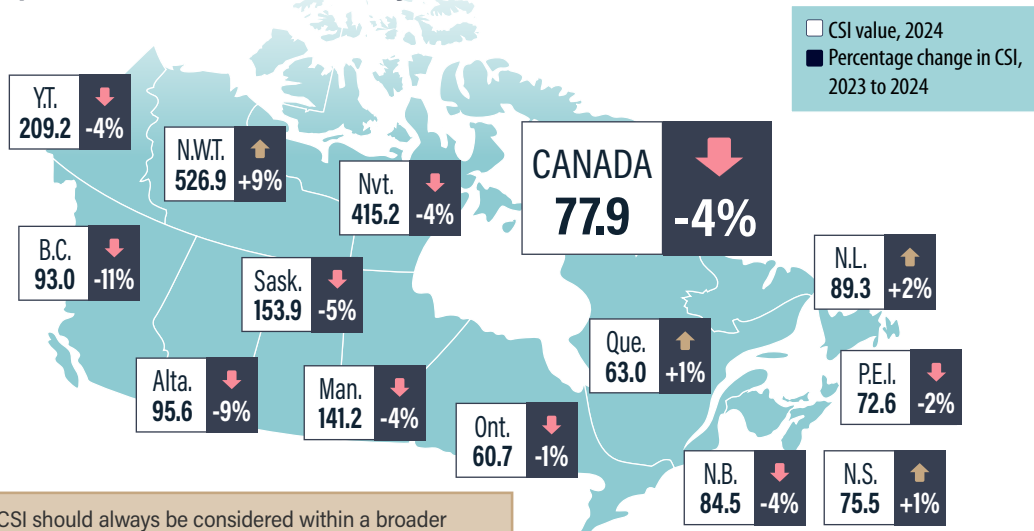 CSI value, 2024
Percentage change in CSI,
2023 to 2024
Y.T.
209.2 -4%
N.W.T.
526.9 +9%
Nvt.
415.2 -4%
CANADA
77.9 -4%
B.C.
93.0 -11%
Sask.
153.9 -5%
N.L.
89.3 +2%
Que.
63.0 +1%
Alta.
95.6 -9%
Man.
141.2 -4%
P.E.I.
72.6 -2%
Ont.
60.7 -1%
N.B.
84.5 -4%
N.S.
75.5 +1%
CSI should always be considered within a broader